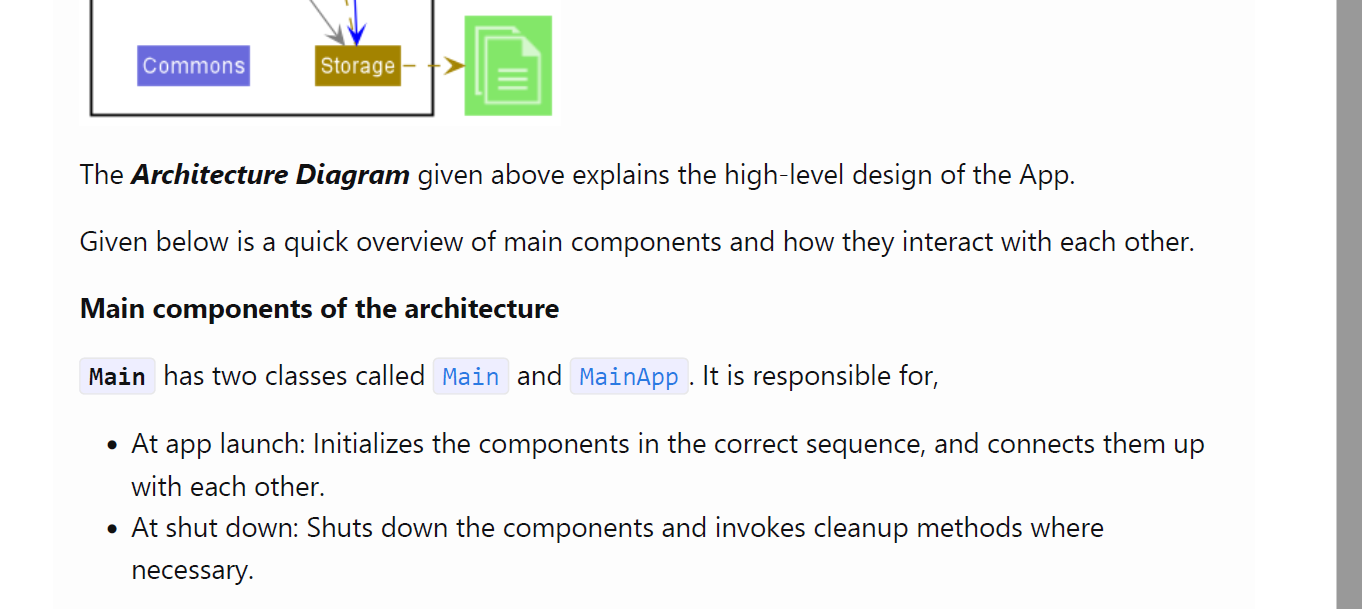 Commons
Storage
The Architecture Diagram given above explains the high-level design of the App.
Given below is a quick overview of main components and how they interact with each other.
Main components of the architecture
Main has two classes called Main and MainApp. It is responsible for,
• At app launch: Initializes the components in the correct sequence, and connects them up
with each other.
• At shut down: Shuts down the components and invokes cleanup methods where
necessary.